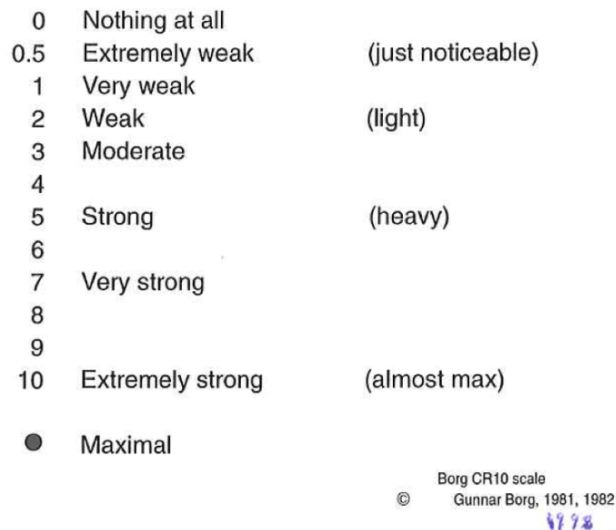 0 Nothing at all
0.5 Extremely weak (just noticeable)
1 Very weak
2 Weak (light)
3 Moderate
4
5 Strong (heavy)
6
7 Very strong
8
9
10 Extremely strong (almost max)
● Maximal
Borg CR10 scale
© Gunnar Borg, 1981, 1982
1998